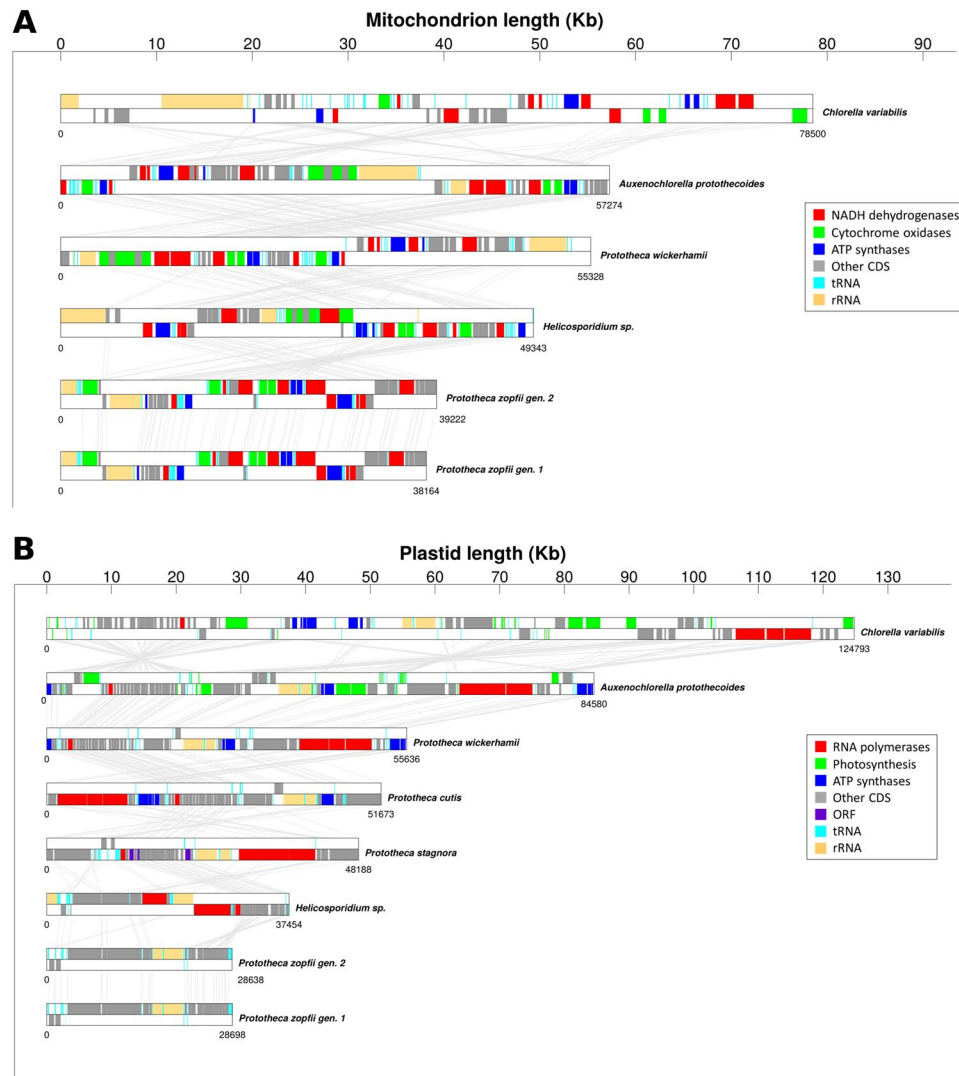 A
Mitochondrion length (Kb)
0 10 20 30 40 50 60 70 80 90
Chlorella variabilis
0 78500
Auxenochlorella protothecoides
0 57274
NADH dehydrogenases
Cytochrome oxidases
ATP synthases
Other CDS
tRNA
rRNA
Prototheca wickerhamii
0 55328
Helicosporidium sp.
0 49343
Prototheca zopfii gen. 2
0 39222
Prototheca zopfii gen. 1
0 38164
B
Plastid length (Kb)
0 10 20 30 40 50 60 70 80 90 100 110 120 130
Chlorella variabilis
0 124793
Auxenochlorella protothecoides
0 84580
Prototheca wickerhamii
0 55636
RNA polymerases
Photosynthesis
ATP synthases
Other CDS
ORF
tRNA
rRNA
Prototheca cutis
0 51673
Prototheca stagnora
0 48188
Helicosporidium sp.
0 37454
Prototheca zopfii gen. 2
0 28638
Prototheca zopfii gen. 1
0 28698